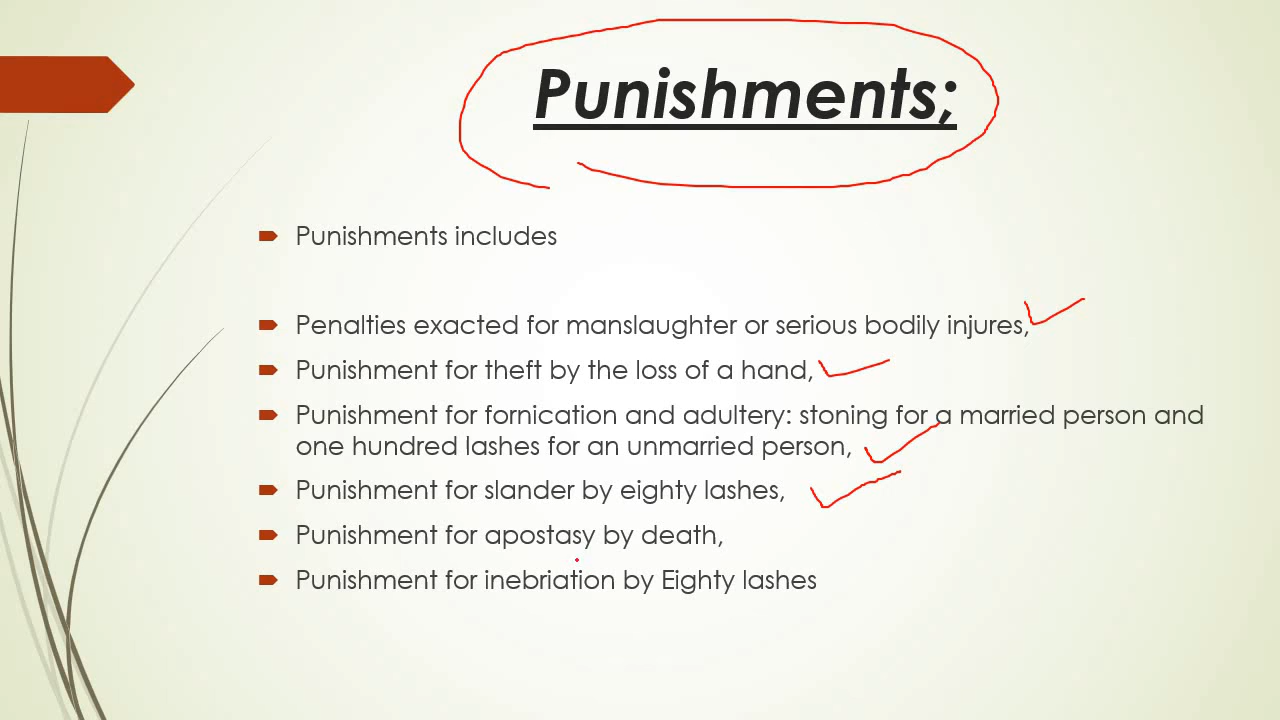 Punishments;
Punishments includes
Penalties exacted for manslaughter or serious bodily injures,
Punishment for theft by the loss of a hand,
Punishment for fornication and adultery: stoning for a married person and
one hundred lashes for an unmarried person,
Punishment for slander by eighty lashes,
Punishment for apostasy by death,
Punishment for inebriation by Eighty lashes